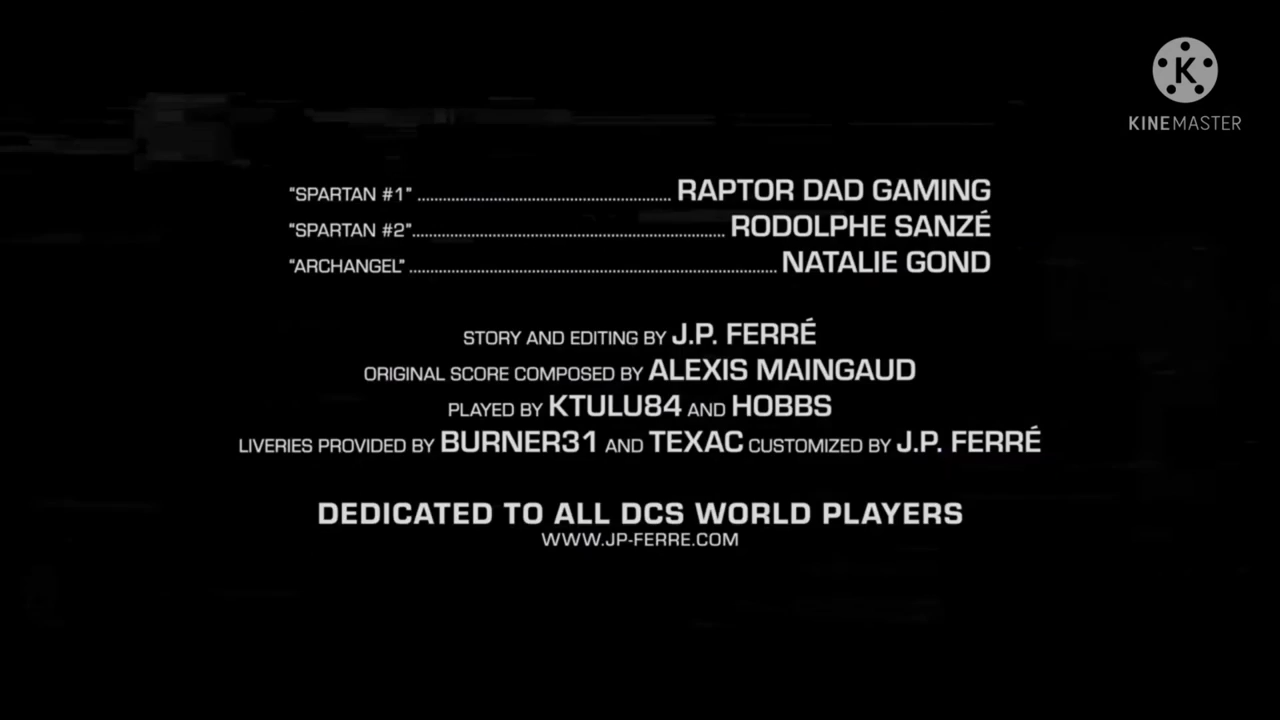 K
KINEMASTER
"SPARTAN #1" ............................................................ RAPTOR DAD GAMING
"SPARTAN #2".......................................................................... RODOLPHE SANZÉ
"ARCHANGEL" ....................................................................................... NATALIE GOND
STORY AND EDITING BY J.P. FERRÉ
ORIGINAL SCORE COMPOSED BY ALEXIS MAINGAUD
PLAYED BY KTULU84 AND HOBBS
LIVERIES PROVIDED BY BURNER31 AND TEXAC CUSTOMIZED BY J.P. FERRÉ
DEDICATED TO ALL DCS WORLD PLAYERS
WWW.JP-FERRE.COM